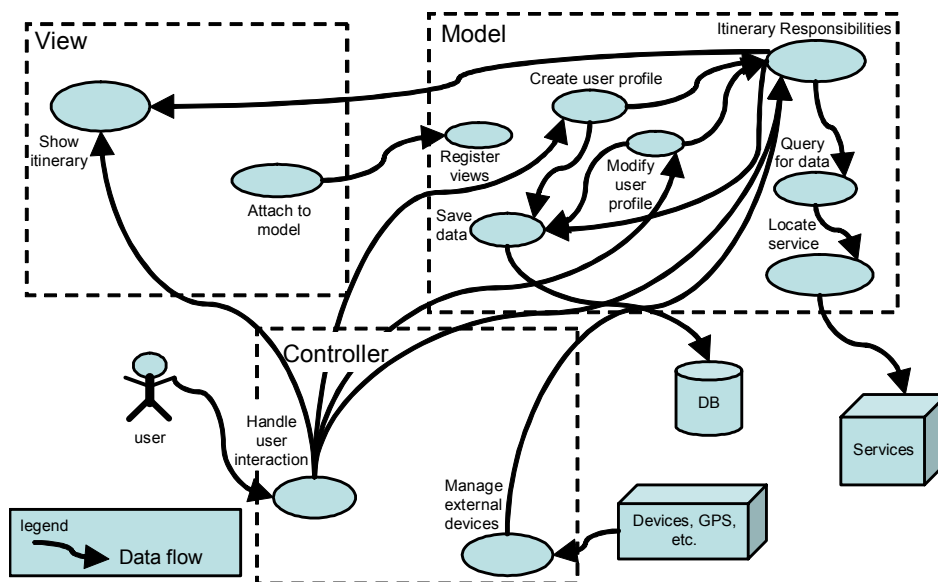 View
Model
Itinerary Responsibilities
Create user profile
Show
itinerary
Register
views
Modify
user
profile
Query
for data
Attach to
model
Save
data
Locate
service
Controller
DB
user
Handle
user
interaction
Services
Manage
external
devices
Devices, GPS,
etc.
legend
Data flow